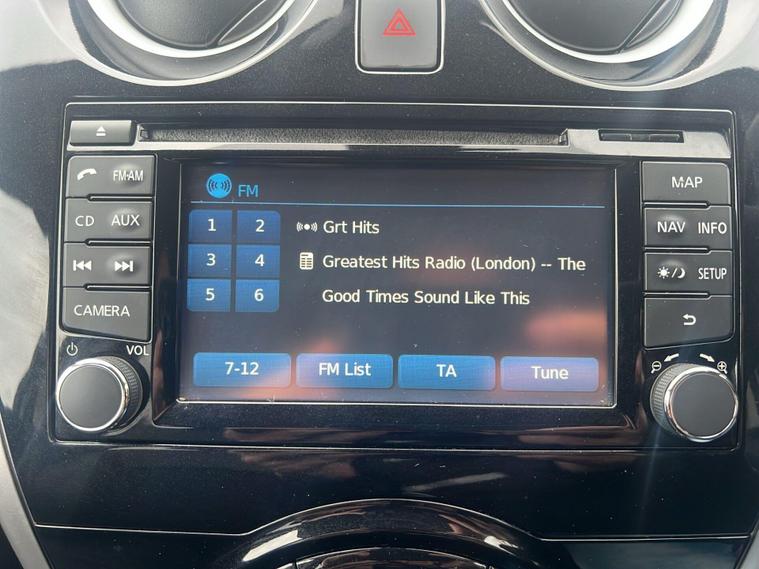 FM·AM
CD AUX
CAMERA
VOL
FM
1 2
3 4
5 6
Grt Hits
Greatest Hits Radio (London) -- The
Good Times Sound Like This
7-12 FM List TA Tune
MAP
NAV INFO
SETUP